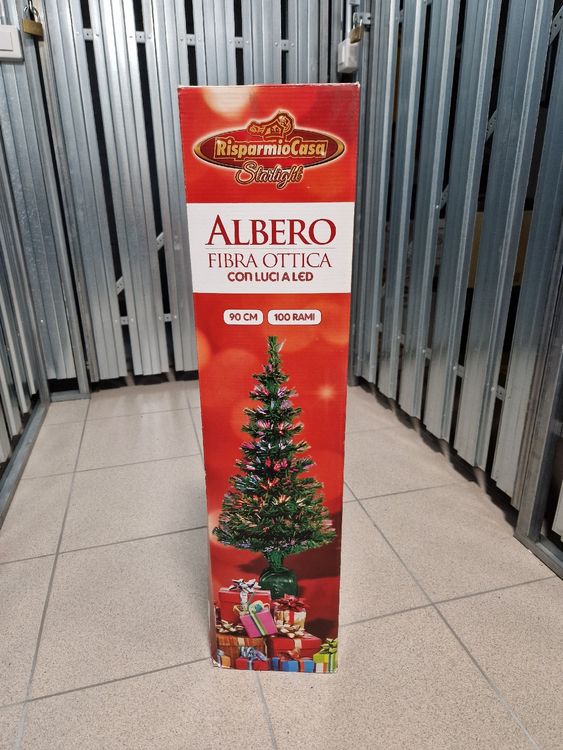 RisparmioCasa
Starlight
ALBERO
FIBRA OTTICA
CON LUCI A LED
90 CM 100 RAMI